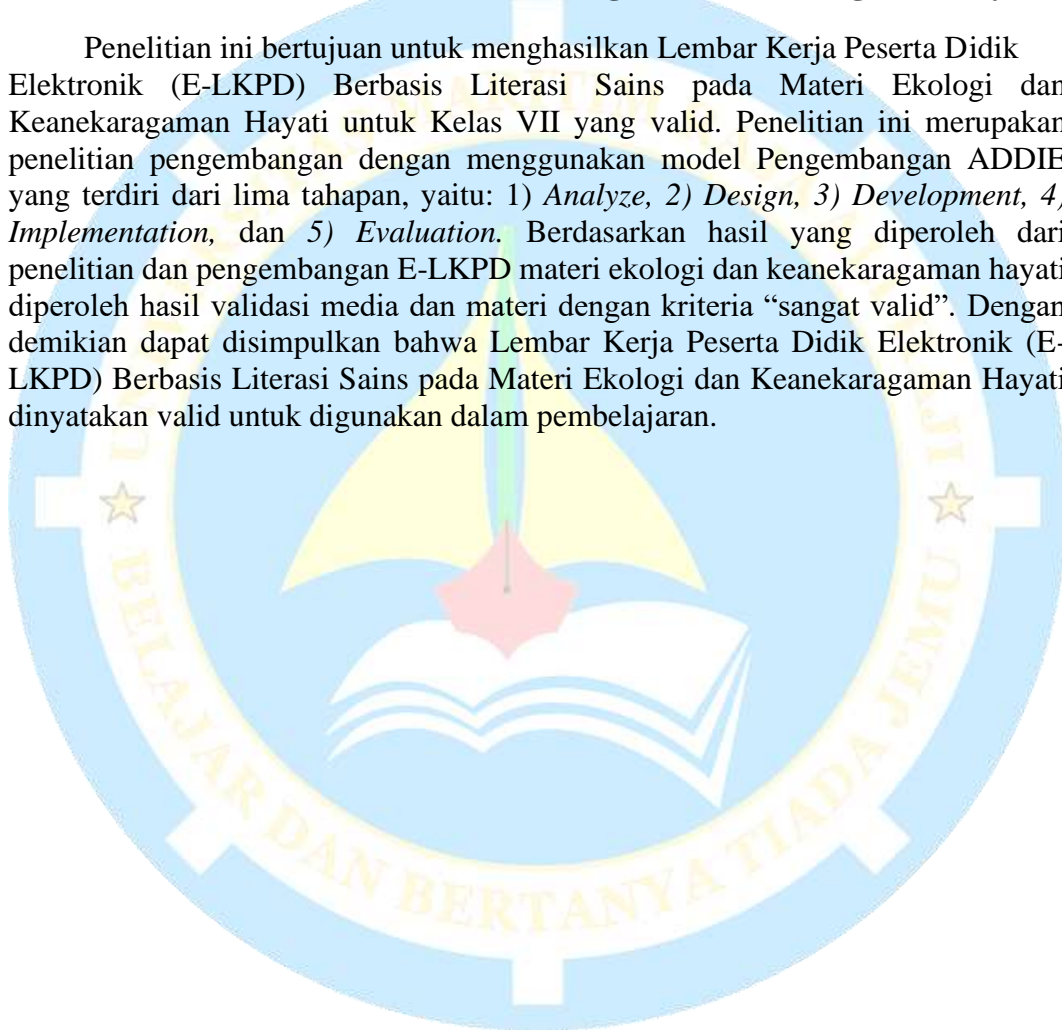 Penelitian ini bertujuan untuk menghasilkan Lembar Kerja Peserta Didik
Elektronik (E-LKPD) Berbasis Literasi Sains pada Materi Ekologi dan
Keanekaragaman Hayati untuk Kelas VII yang valid. Penelitian ini merupakan
penelitian pengembangan dengan menggunakan model Pengembangan ADDIE
yang terdiri dari lima tahapan, yaitu: 1) Analyze, 2) Design, 3) Development, 4)
Implementation, dan 5) Evaluation. Berdasarkan hasil yang diperoleh dari
penelitian dan pengembangan E-LKPD materi ekologi dan keanekaragaman hayati
diperoleh hasil validasi media dan materi dengan kriteria “sangat valid”. Dengan
demikian dapat disimpulkan bahwa Lembar Kerja Peserta Didik Elektronik (E-
LKPD) Berbasis Literasi Sains pada Materi Ekologi dan Keanekaragaman Hayati
dinyatakan valid untuk digunakan dalam pembelajaran.
BELAJAR DAN BERTANYA TIADA JEMU